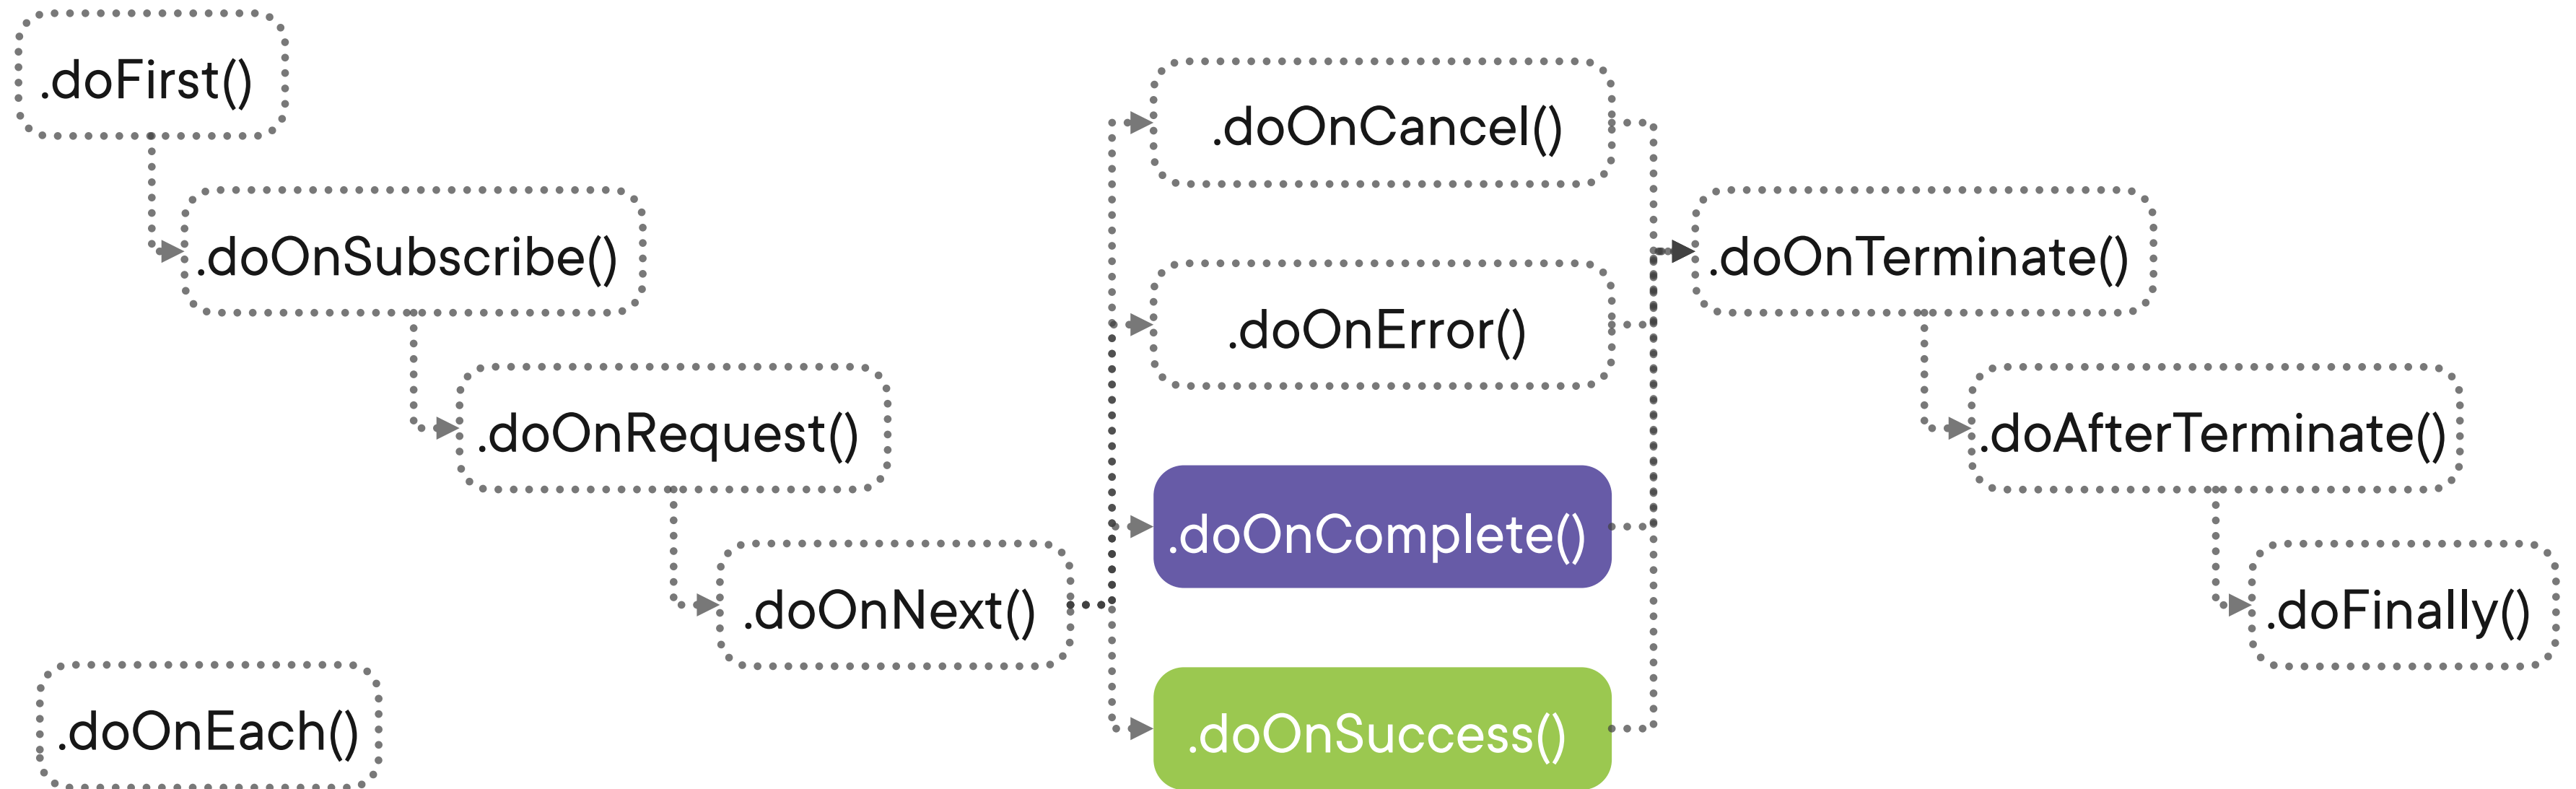 .doFirst()
.doOnSubscribe()
.doOnRequest()
.doOnNext()
.doOnEach()
.doOnCancel()
.doOnError()
.doOnComplete()
.doOnSuccess()
.doOnTerminate()
.doAfterTerminate()
.doFinally()